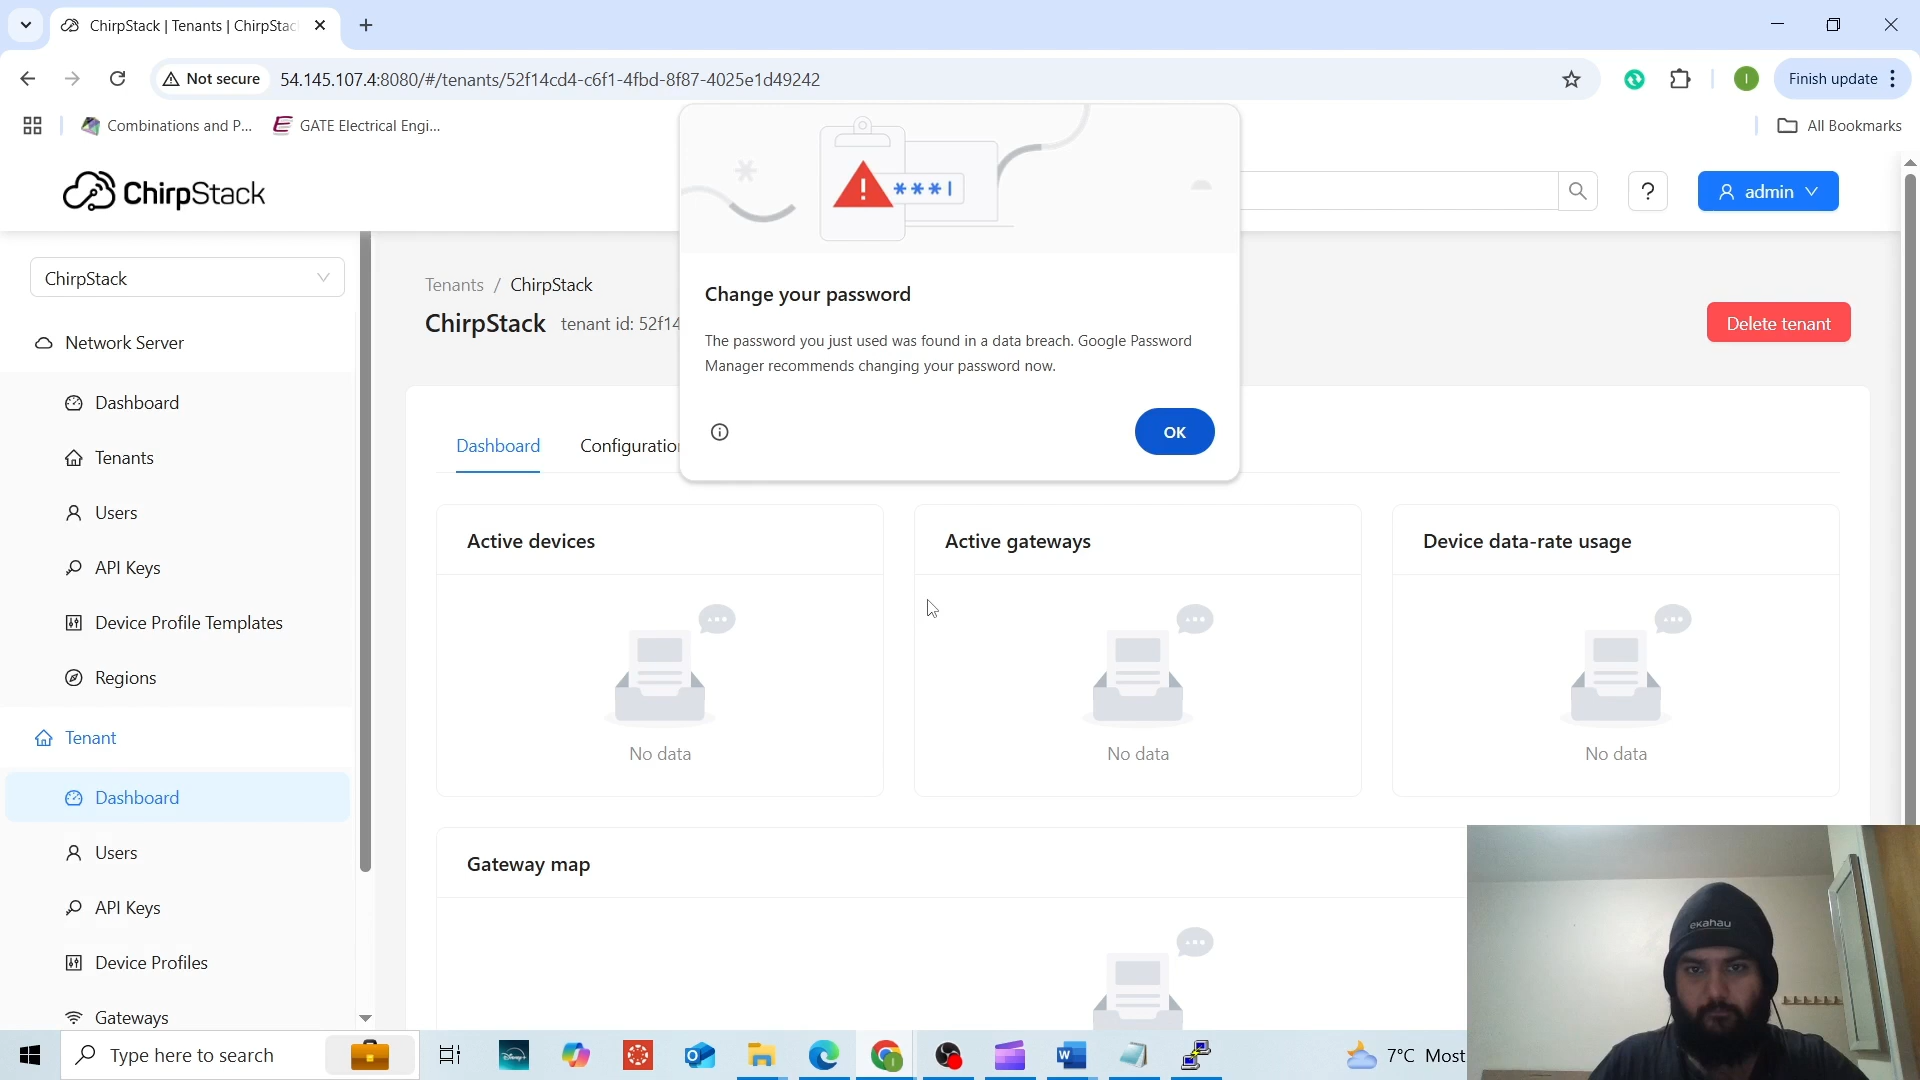 ChirpStack | Tenants | ChirpStac
Not secure
54.145.107.4:8080/#/tenants/52f14cd4-c6f1-4fbd-8f87-4025e1d49242
I
Finish update
Combinations and P...
GATE Electrical Engi...
All Bookmarks
ChirpStack
?
admin
***|
ChirpStack
Tenants / ChirpStack
ChirpStack tenant id: 52f14
Delete tenant
Change your password
The password you just used was found in a data breach. Google Password
Manager recommends changing your password now.
OK
Network Server
Dashboard
Tenants
Users
API Keys
Device Profile Templates
Regions
Tenant
Dashboard
Users
API Keys
Device Profiles
Gateways
Dashboard
Configuration
Active devices
No data
Active gateways
No data
Device data-rate usage
No data
Gateway map
ekahau
Type here to search
7°C Most